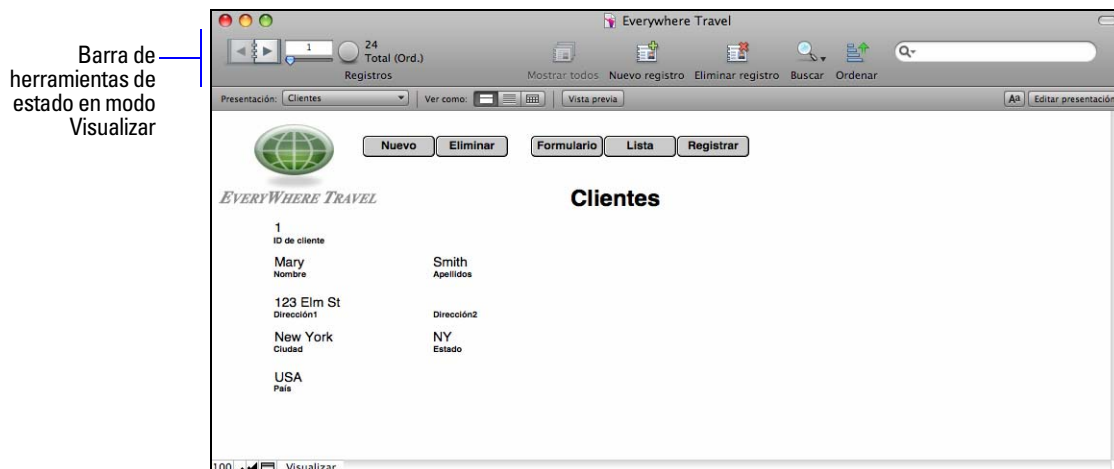 Everywhere Travel
Barra de
herramientas de
estado en modo
Visualizar
1
24
Total (Ord.)
Registros
Mostrar todos Nuevo registro Eliminar registro Buscar Ordenar
Presentación: Clientes Ver como: Vista previa Aa Editar presentación
Nuevo Eliminar Formulario Lista Registrar
EVERYWHERE TRAVEL
Clientes
1
ID de cliente
Mary Smith
Nombre Apellidos
123 Elm St
Dirección1 Dirección2
New York NY
Ciudad Estado
USA
País
100 Visualizar